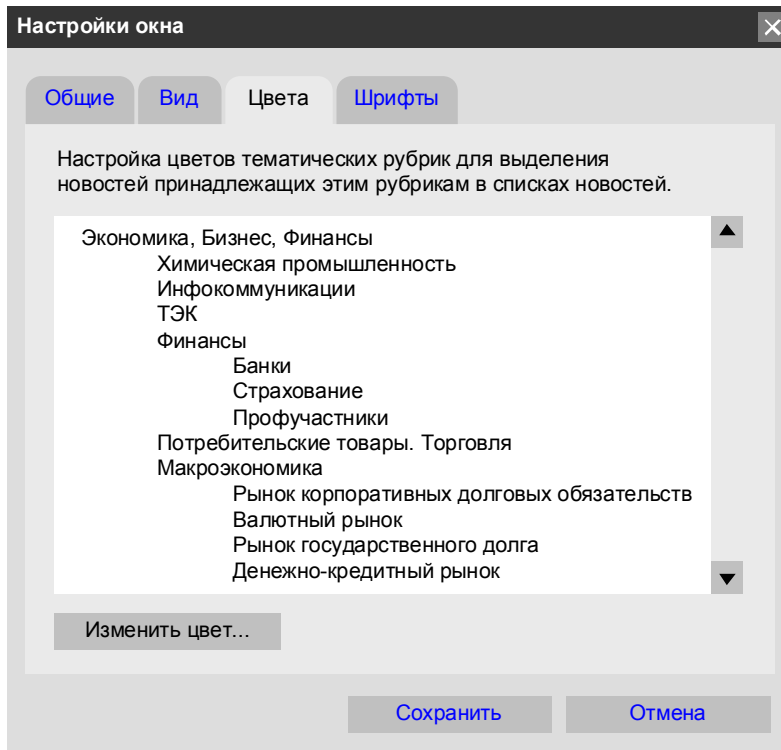 Настройки окна
Общие Вид Цвета Шрифты
Настройка цветов тематических рубрик для выделения
новостей принадлежащих этим рубрикам в списках новостей.
Экономика, Бизнес, Финансы
Химическая промышленность
Инфокоммуникации
ТЭК
Финансы
Банки
Страхование
Профучастники
Потребительские товары. Торговля
Макроэкономика
Рынок корпоративных долговых обязательств
Валютный рынок
Рынок государственного долга
Денежно-кредитный рынок
Изменить цвет...
Сохранить Отмена